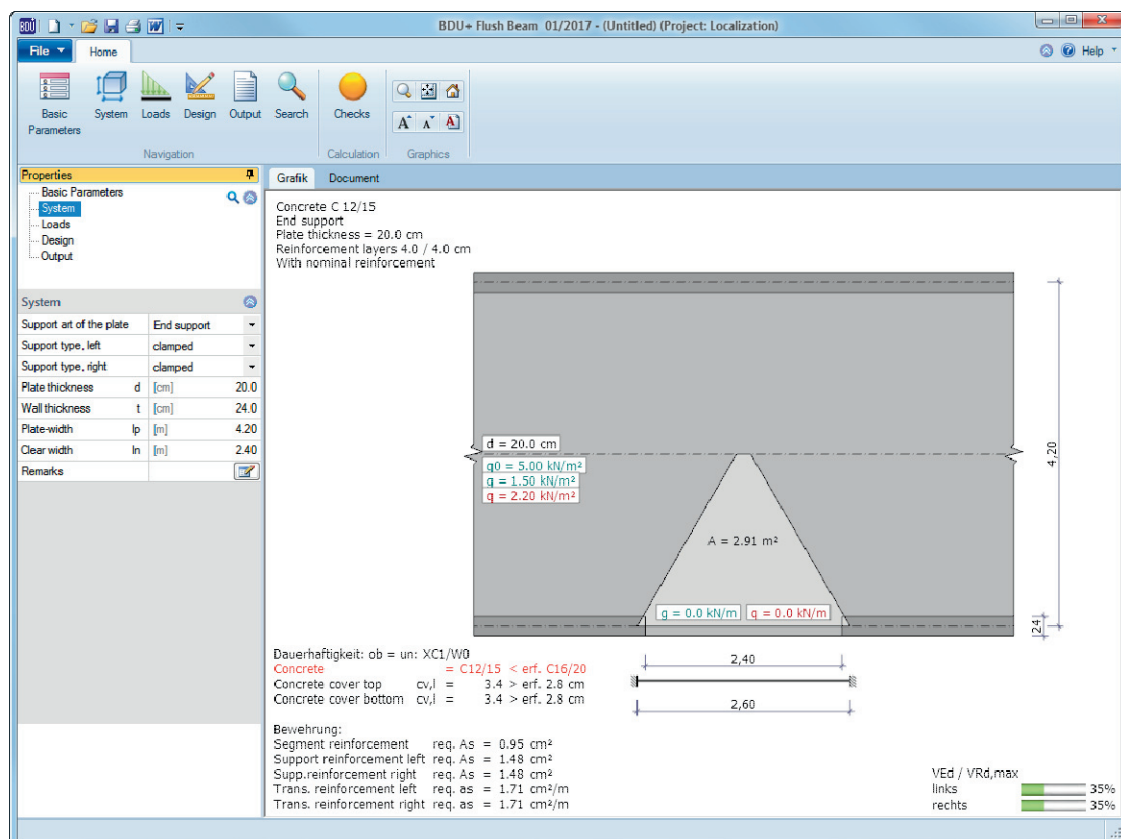 BDÜ
BDU+ Flush Beam 01/2017 - (Untitled) (Project: Localization)
File
Home
Help
Basic Parameters
System
Loads
Design
Output
Search
Checks
Navigation
Calculation
Graphics
Properties
Basic Parameters
System
Loads
Design
Output
System
Support art of the plate End support
Support type, left clamped
Support type, right clamped
Plate thickness d [cm] 20.0
Wall thickness t [cm] 24.0
Plate-width lp [m] 4.20
Clear width ln [m] 2.40
Remarks
Grafik Document
Concrete C 12/15
End support
Plate thickness = 20.0 cm
Reinforcement layers 4.0 / 4.0 cm
With nominal reinforcement
d = 20.0 cm
g0 = 5.00 kN/m²
g = 1.50 kN/m²
q = 2.20 kN/m²
4,20
A = 2.91 m²
g = 0.0 kN/m q = 0.0 kN/m
24
2,40
2,60
Dauerhaftigkeit: ob = un: XC1/W0
Concrete = C12/15 < erf. C16/20
Concrete cover top cv,l = 3.4 > erf. 2.8 cm
Concrete cover bottom cv,l = 3.4 > erf. 2.8 cm
Bewehrung:
Segment reinforcement req. As = 0.95 cm²
Support reinforcement left req. As = 1.48 cm²
Supp.reinforcement right req. As = 1.48 cm²
Trans. reinforcement left req. as = 1.71 cm²/m
Trans. reinforcement right req. as = 1.71 cm²/m
VEd / VRd,max
links 35%
rechts 35%